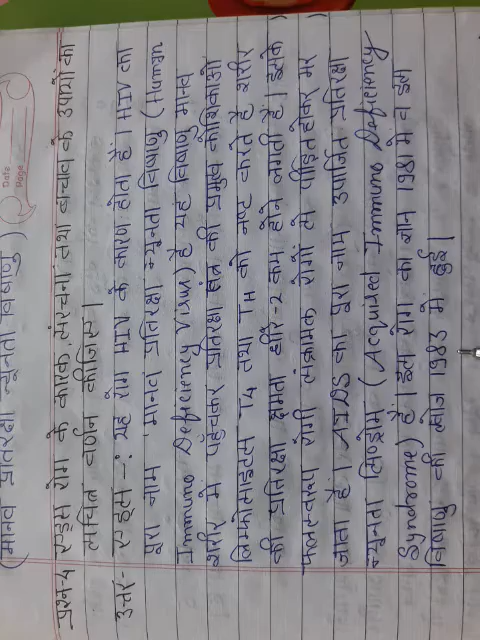 (मानव प्रतिरक्षा न्यूनता विषाणु)
Date
Page
प्रश्न-4 एड्स रोग के कारक, संरचना तथा बचाव के उपायों का
सचित्र वर्णन कीजिए।
उत्तर- एड्स -: यह रोग HIV के कारण होता है। HIV का
पूरा नाम 'मानव प्रतिरक्षा न्यूनता विषाणु (Human
Immuno Deficiency Virus) है यह विषाणु मानव
शरीर में पहुंचकर प्रतिरक्षा तंत्र की प्रमुख कोशिकाओं
लिम्फोसाइट्स T4 तथा TH को नष्ट करते है शरीर
की प्रतिरक्षा क्षमता धीरे-2 कम होने लगती है। इसके
फलस्वरूप रोगी संक्रामक रोगों से पीड़ित होकर मर
जाता है। AIDS का पूरा नाम उपार्जित प्रतिरक्षा
न्यूनता सिण्ड्रोम (Acquired Immuno Deficiency
Syndrome) है। इस रोग का ज्ञान 1981 में व इस
विषाणु की खोज 1983 में हुई।